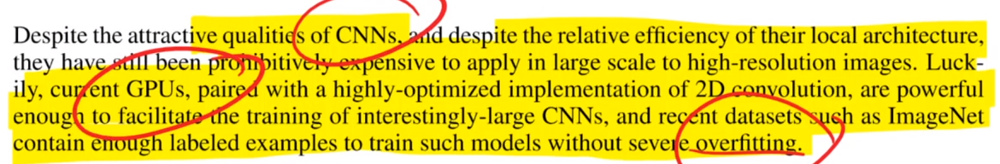 Despite the attractive qualities of CNNs, and despite the relative efficiency of their local architecture,
they have still been prohibitively expensive to apply in large scale to high-resolution images. Luck-
ily, current GPUs, paired with a highly-optimized implementation of 2D convolution, are powerful
enough to facilitate the training of interestingly-large CNNs, and recent datasets such as ImageNet
contain enough labeled examples to train such models without severe overfitting.